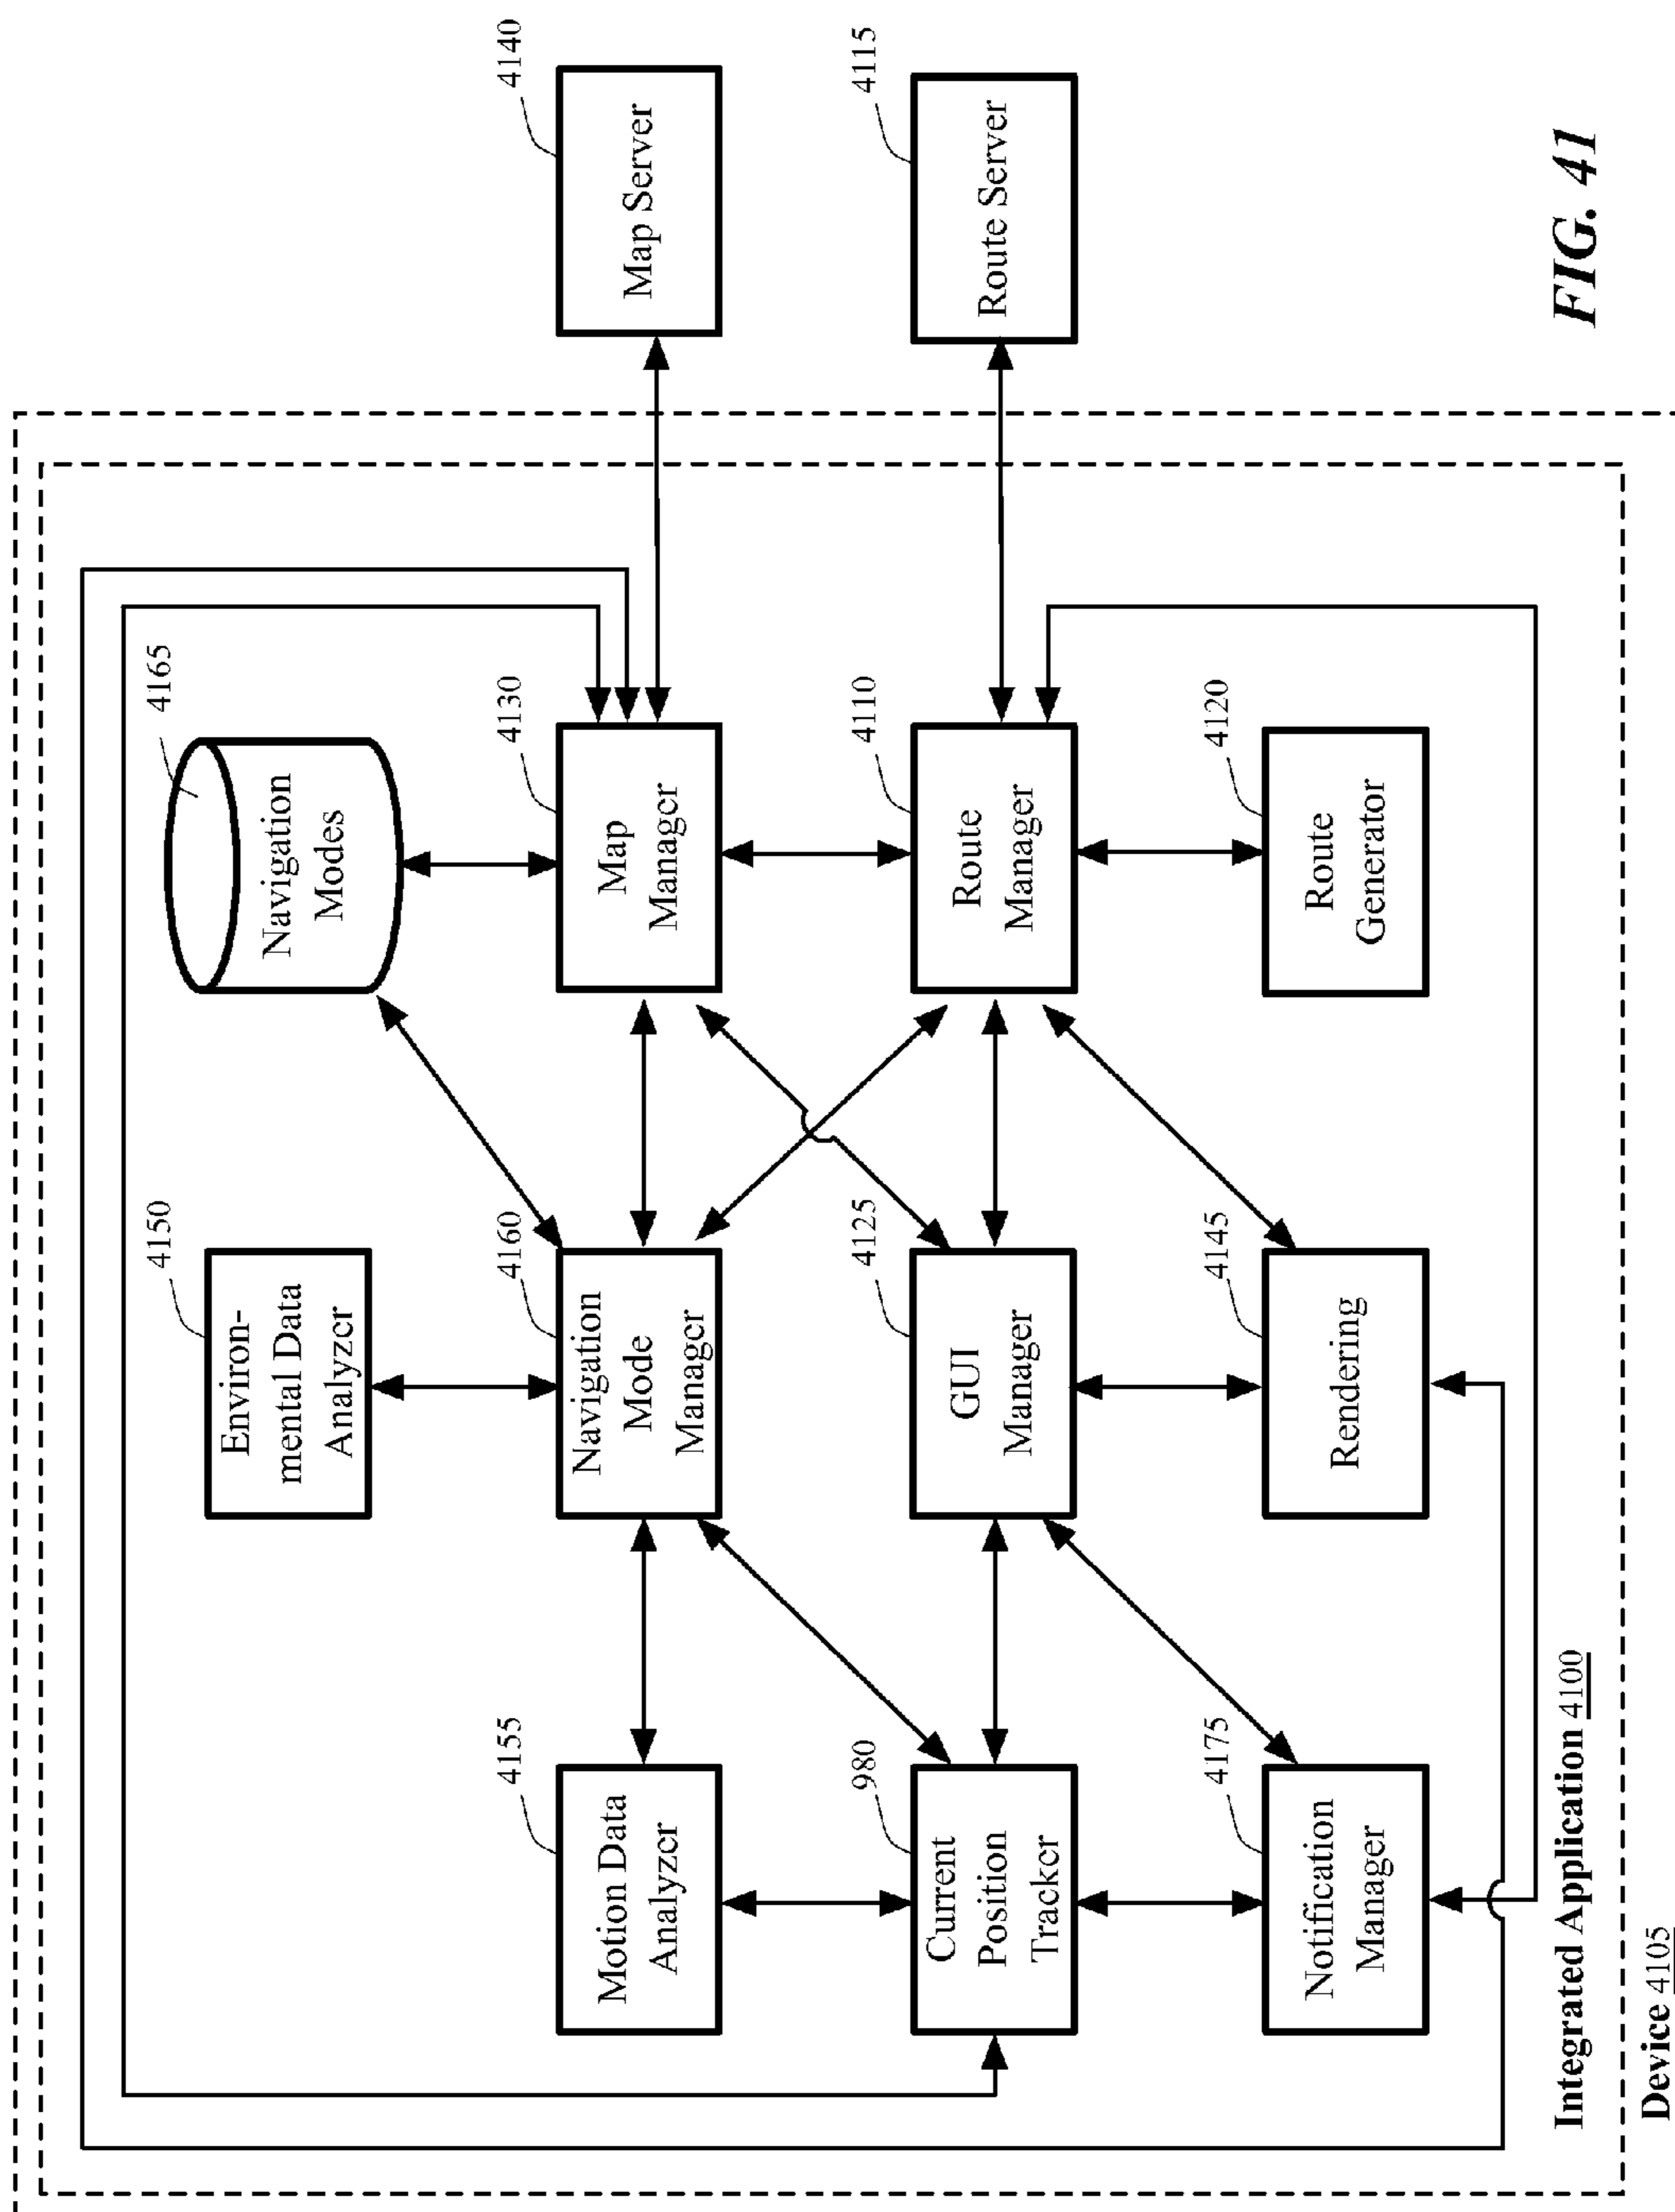 4150
Environ-
mental Data
Analyzer
4165
Navigation
Modes
4155
Motion Data
Analyzer
4160
Navigation
Mode
Manager
4130
Map
Manager
4140
Map Server
980
Current
Position
Tracker
4125
GUI
Manager
4110
Route
Manager
4115
Route Server
4175
Notification
Manager
4145
Rendering
4120
Route
Generator
Integrated Application 4100
Device 4105
FIG. 41